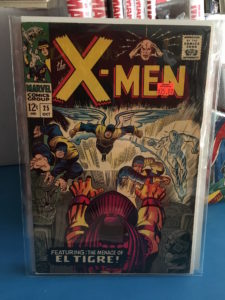 the
X-MEN
MARVEL
COMICS
GROUP
12¢
25
OCT
FEATURING: THE MENACE OF
EL TIGRE!